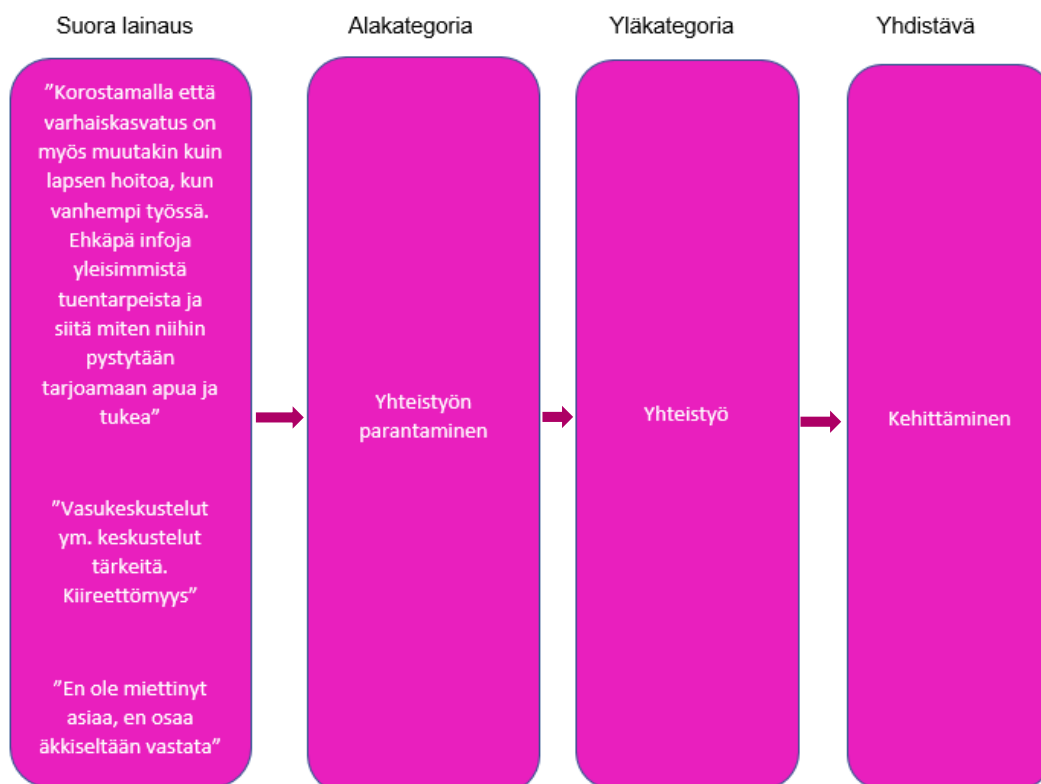 Suora lainaus
Alakategoria
Yläkategoria
Yhdistävä
”Korostamalla että
varhaiskasvatus on
myös muutakin kuin
lapsen hoitoa, kun
vanhempi työssä.
Ehkäpä infoja
yleisimmistä
tuentarpeista ja
siitä miten niihin
pystytään
tarjoamaan apua ja
tukea”
”Vasukeskustelut
ym. keskustelut
tärkeitä.
Kiireettömyys”
”En ole miettinyt
asiaa, en osaa
äkkiseltään vastata”
Yhteistyön
parantaminen
Yhteistyö
Kehittäminen